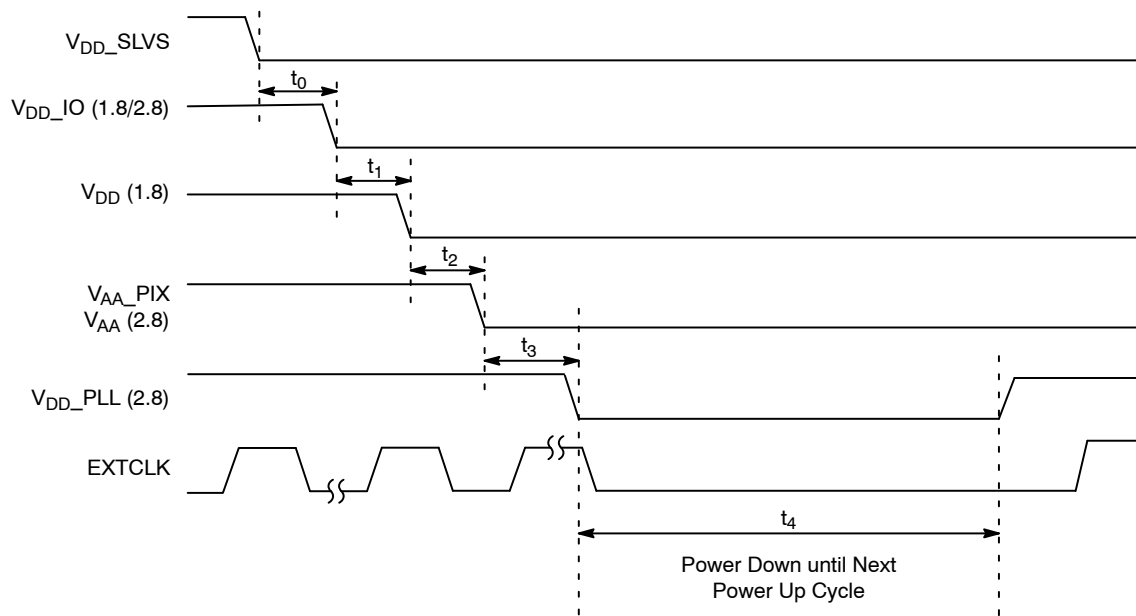 V_DD_SLVS
t_0
V_DD_IO (1.8/2.8)
t_1
V_DD (1.8)
t_2
V_AA_PIX
V_AA (2.8)
t_3
V_DD_PLL (2.8)
EXTCLK
t_4
Power Down until Next
Power Up Cycle